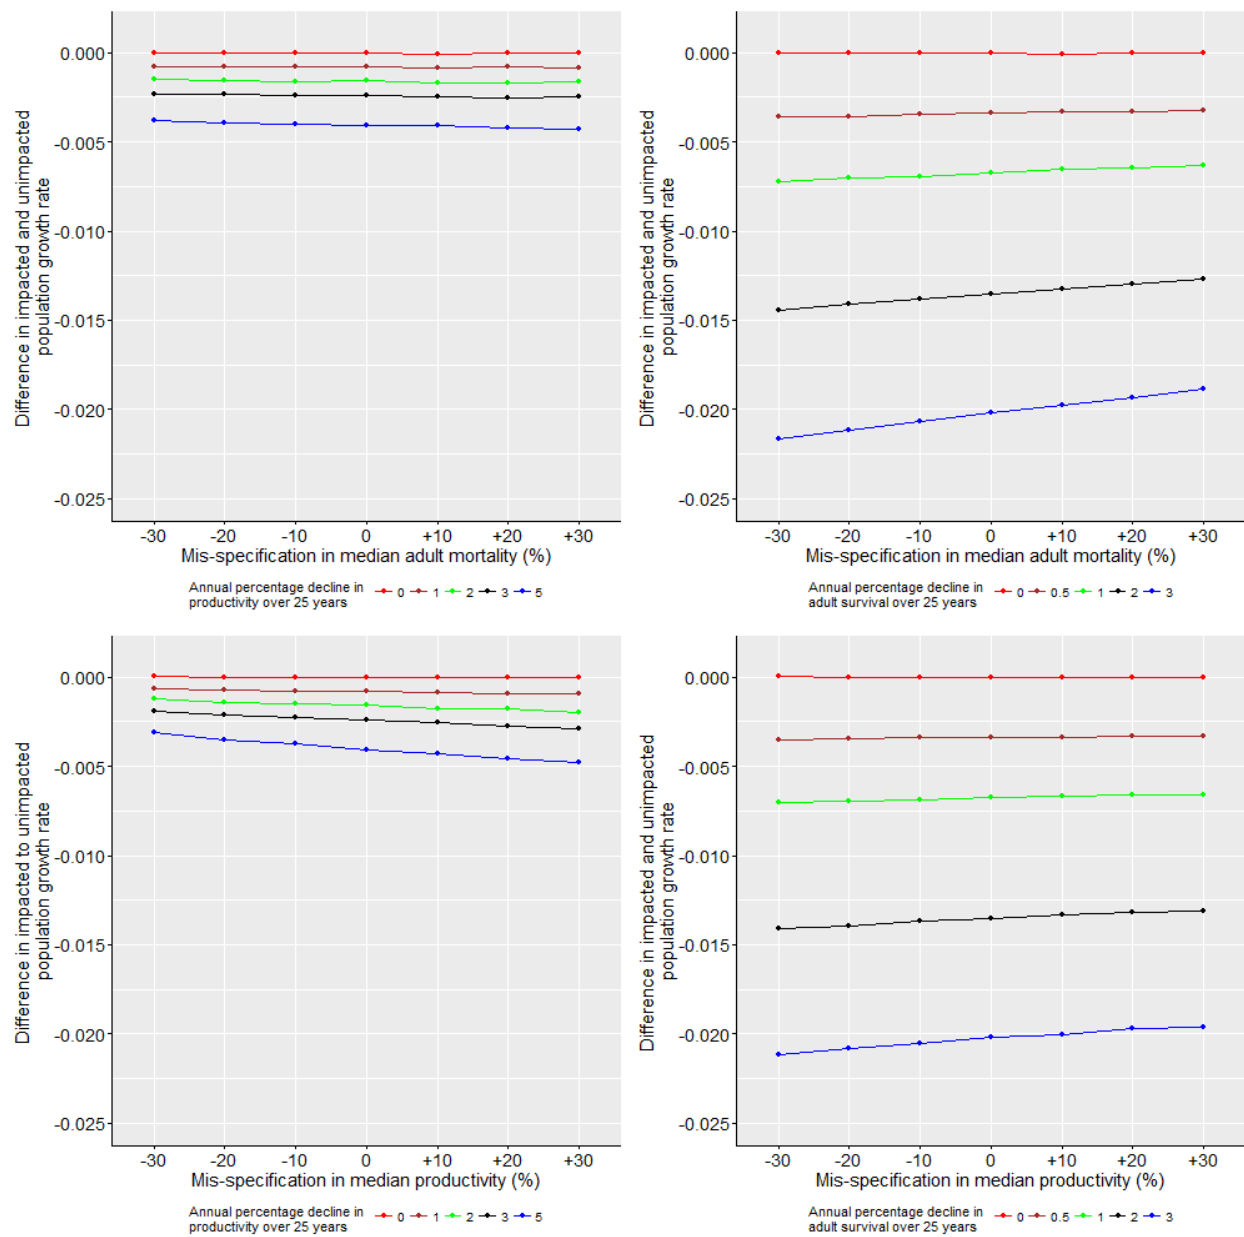 Difference in impacted and unimpacted
population growth rate
0.000
-0.005
-0.010
-0.015
-0.020
-0.025
-30 -20 -10 0 +10 +20 +30
Mis-specification in median adult mortality (%)
Annual percentage decline in
productivity over 25 years
0 1 2 3 5
Difference in impacted and unimpacted
population growth rate
0.000
-0.005
-0.010
-0.015
-0.020
-0.025
-30 -20 -10 0 +10 +20 +30
Mis-specification in median adult mortality (%)
Annual percentage decline in
adult survival over 25 years
0 0.5 1 2 3
Difference in impacted to unimpacted
population growth rate
0.000
-0.005
-0.010
-0.015
-0.020
-0.025
-30 -20 -10 0 +10 +20 +30
Mis-specification in median productivity (%)
Annual percentage decline in
productivity over 25 years
0 1 2 3 5
Difference in impacted and unimpacted
population growth rate
0.000
-0.005
-0.010
-0.015
-0.020
-0.025
-30 -20 -10 0 +10 +20 +30
Mis-specification in median productivity (%)
Annual percentage decline in
adult survival over 25 years
0 0.5 1 2 3